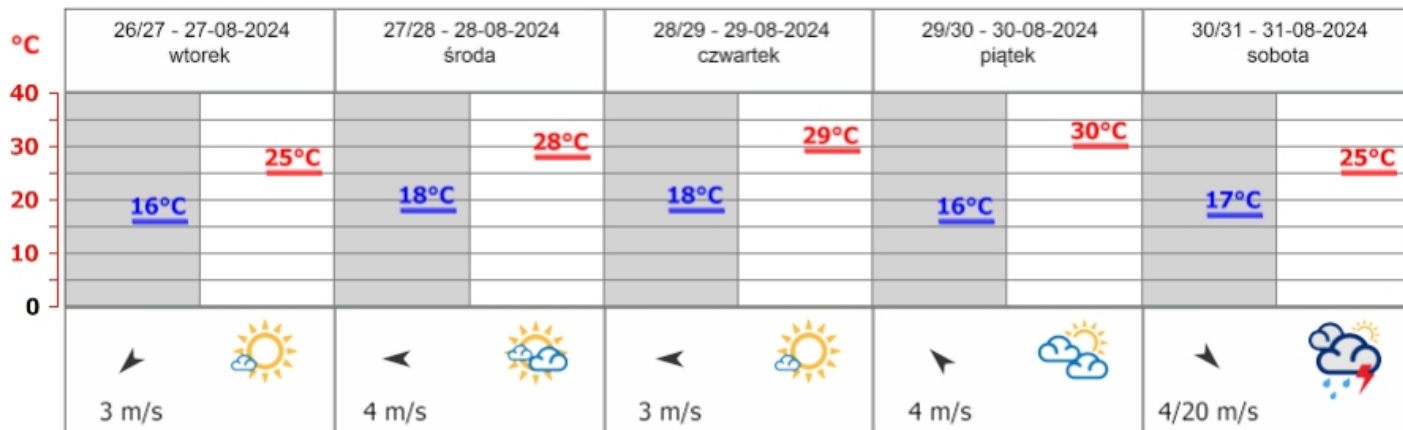 °C
26/27 - 27-08-2024
wtorek
27/28 - 28-08-2024
środa
28/29 - 29-08-2024
czwartek
29/30 - 30-08-2024
piątek
30/31 - 31-08-2024
sobota
40
30
20
10
0
16°C
25°C
18°C
28°C
18°C
29°C
16°C
30°C
17°C
25°C
3 m/s
4 m/s
3 m/s
4 m/s
4/20 m/s